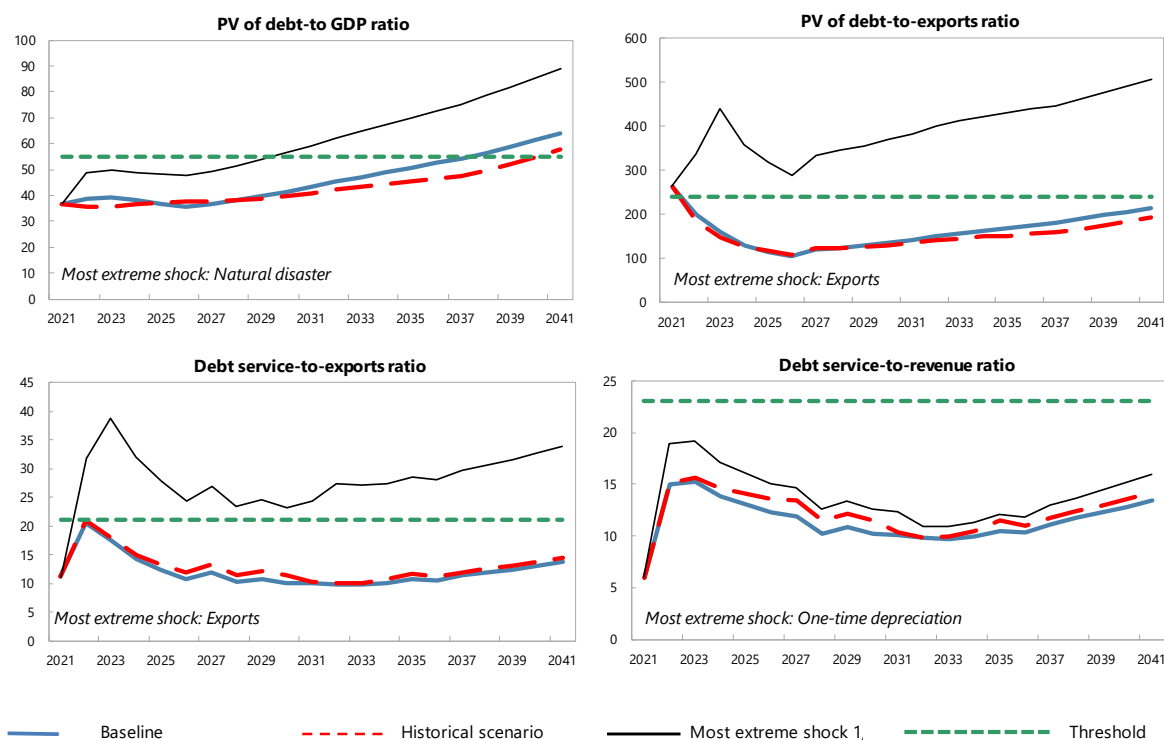 PV of debt-to GDP ratio
100
90
80
70
60
50
40
30
20
10
0
Most extreme shock: Natural disaster
2021 2023 2025 2027 2029 2031 2033 2035 2037 2039 2041
PV of debt-to-exports ratio
600
500
400
300
200
100
0
Most extreme shock: Exports
2021 2023 2025 2027 2029 2031 2033 2035 2037 2039 2041
Debt service-to-exports ratio
45
40
35
30
25
20
15
10
5
0
Most extreme shock: Exports
2021 2023 2025 2027 2029 2031 2033 2035 2037 2039 2041
Debt service-to-revenue ratio
25
20
15
10
5
0
Most extreme shock: One-time depreciation
2021 2023 2025 2027 2029 2031 2033 2035 2037 2039 2041
Baseline Historical scenario Most extreme shock 1, Threshold